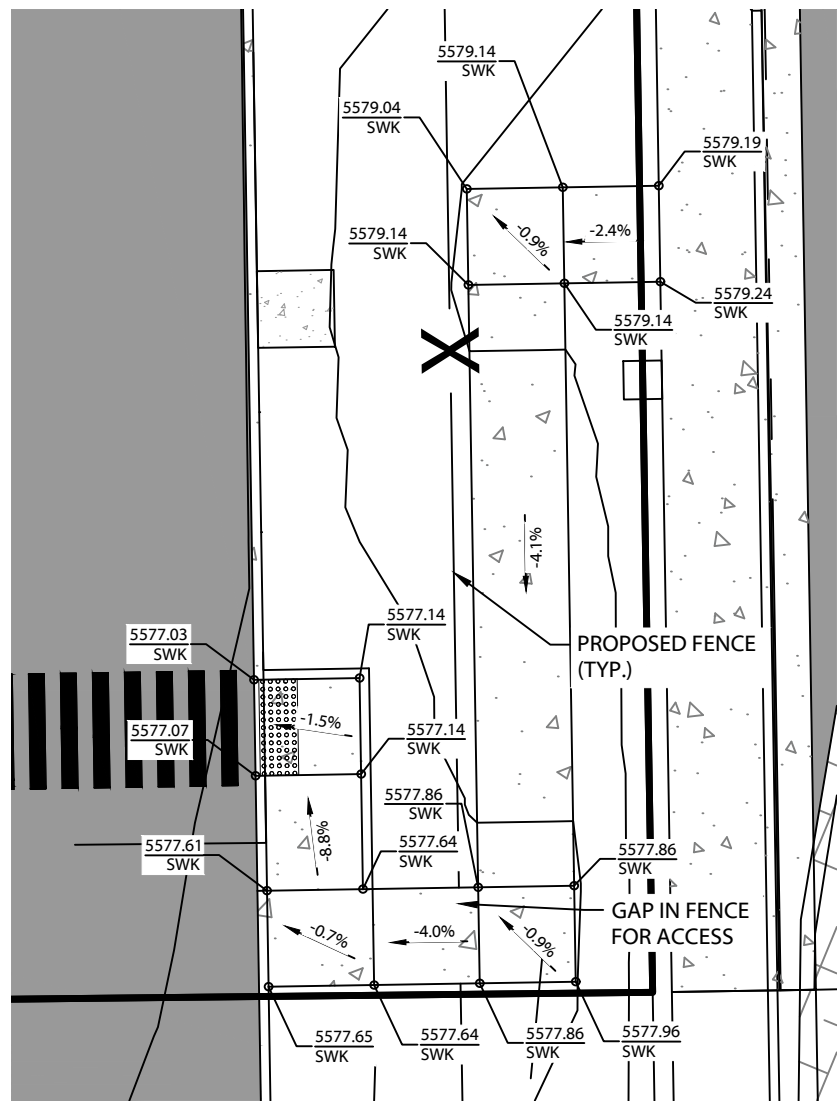 5579.14
SWK
5579.04
SWK
5579.19
SWK
-0.9%
-2.4%
5579.14
SWK
5579.24
SWK
5579.14
SWK
X
-4.1%
5577.14
SWK
5577.03
SWK
PROPOSED FENCE
(TYP.)
-1.5%
5577.07
SWK
5577.14
SWK
5577.86
SWK
-8.8%
5577.61
SWK
5577.64
SWK
5577.86
SWK
GAP IN FENCE
FOR ACCESS
-0.7%
-4.0%
-0.9%
5577.65
SWK
5577.64
SWK
5577.86
SWK
5577.96
SWK